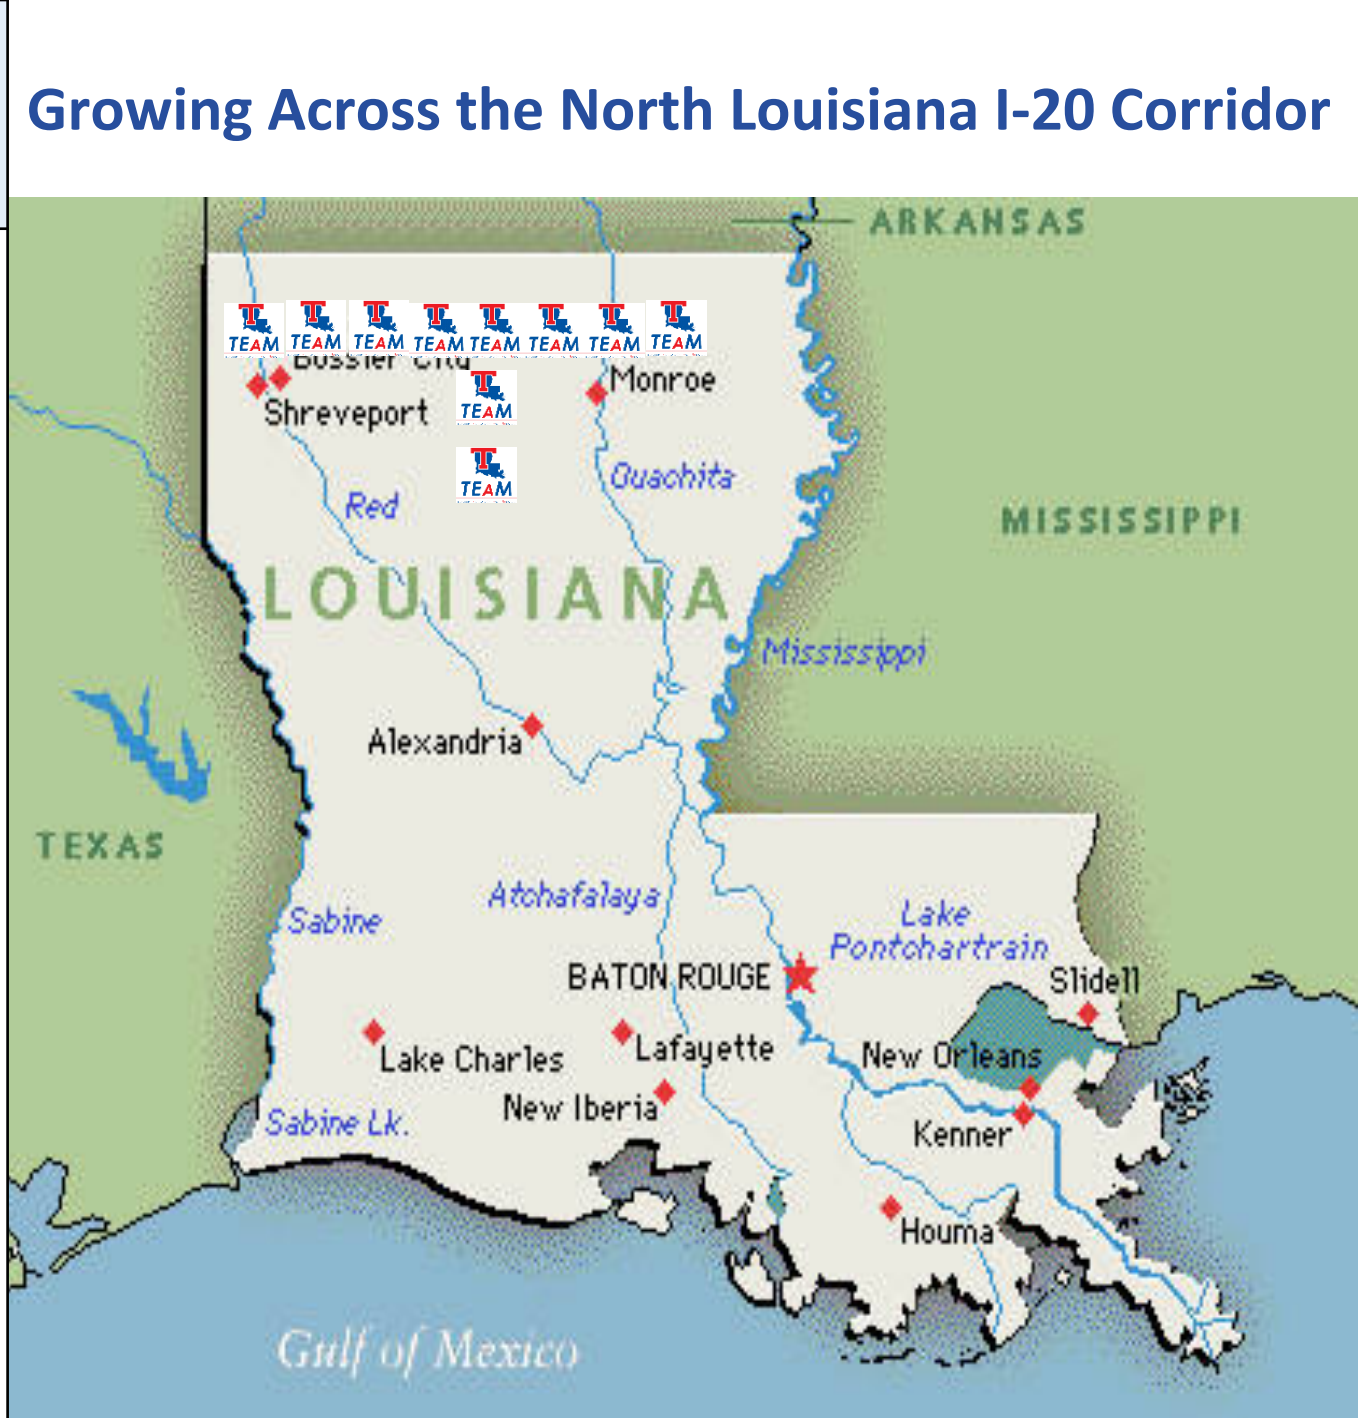 Growing Across the North Louisiana I-20 Corridor
ARKANSAS
T TEAM
T TEAM
T TEAM
T TEAM
T TEAM
T TEAM
T TEAM
T TEAM
Bossier City
Monroe
T TEAM
Shreveport
T TEAM
Ouachita
Red
MISSISSIPPI
LOUISIANA
Mississippi
Alexandria
TEXAS
Atchafalaya
Sabine
Lake
Pontchartrain
BATON ROUGE
Slidell
Lake Charles
Lafayette
New Orleans
New Iberia
Sabine Lk.
Kenner
Houma
Gulf of Mexico